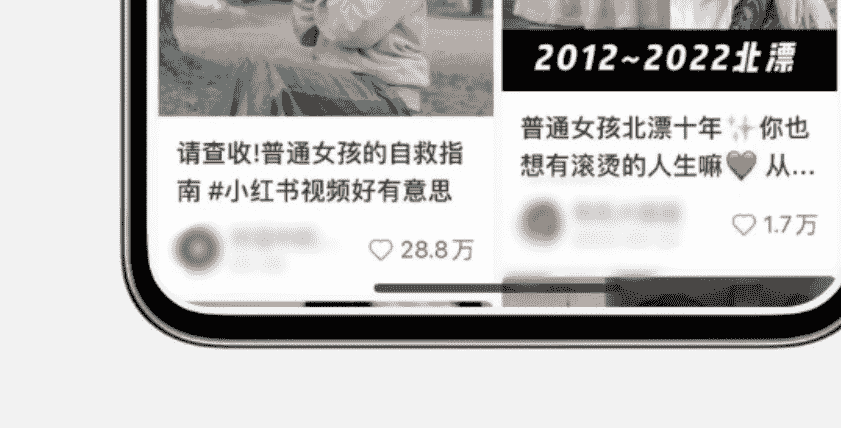 请查收!普通女孩的自救指
南 #小红书视频好有意思
28.8万
2012~2022北漂
普通女孩北漂十年✨你也
想有滚烫的人生嘛🖤 从...
1.7万